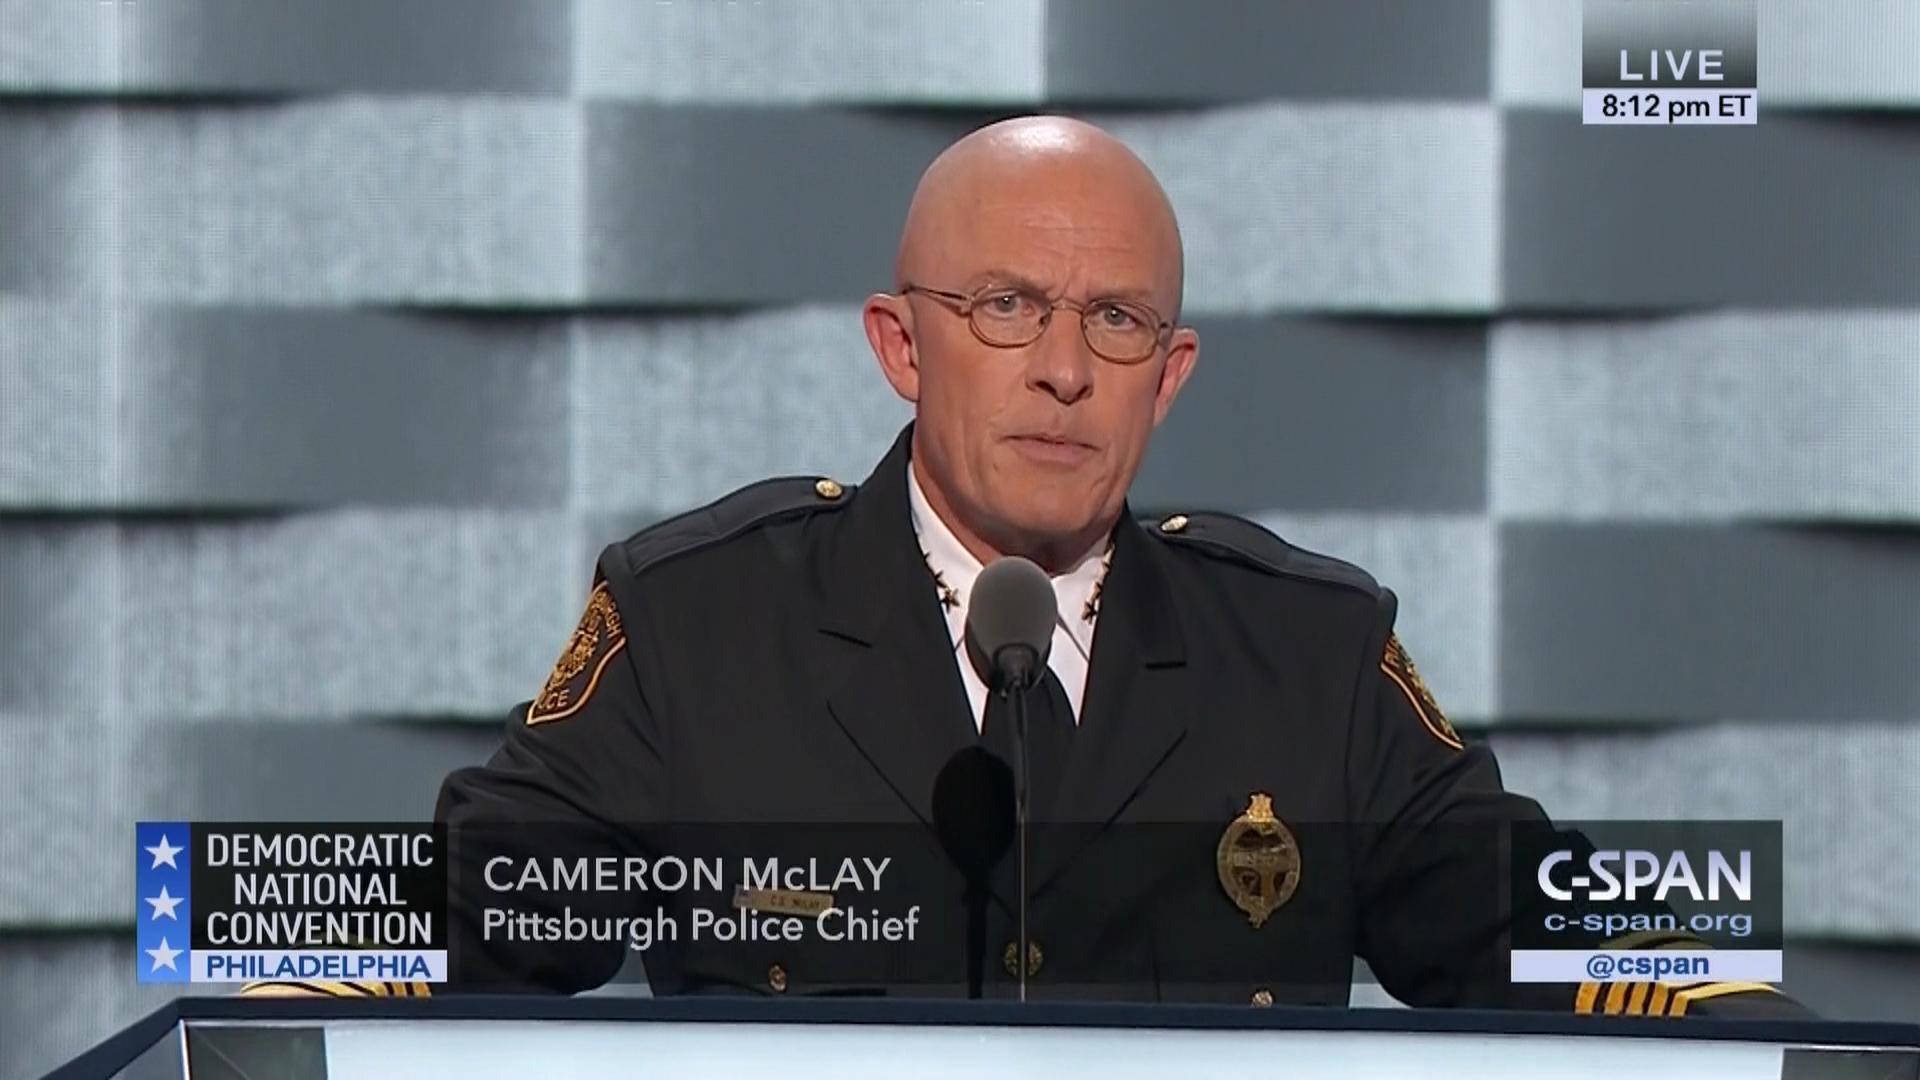 LIVE
8:12 pm ET
DEMOCRATIC
NATIONAL
CONVENTION
PHILADELPHIA
CAMERON McLAY
Pittsburgh Police Chief
C-SPAN
c-span.org
@cspan